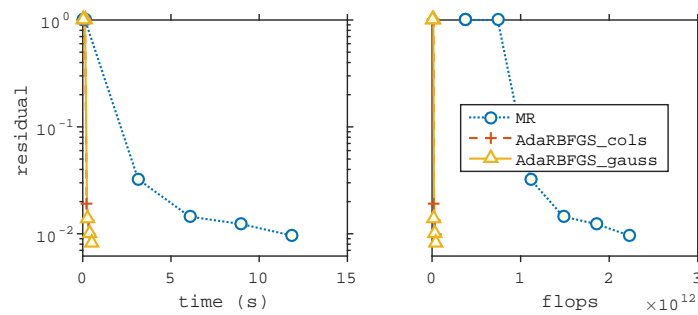 10^0
10^-1
10^-2
residual
0 5 10 15
time (s)
MR
AdaRBFGS_cols
AdaRBFGS_gauss
0 1 2 3
×10^12
flops